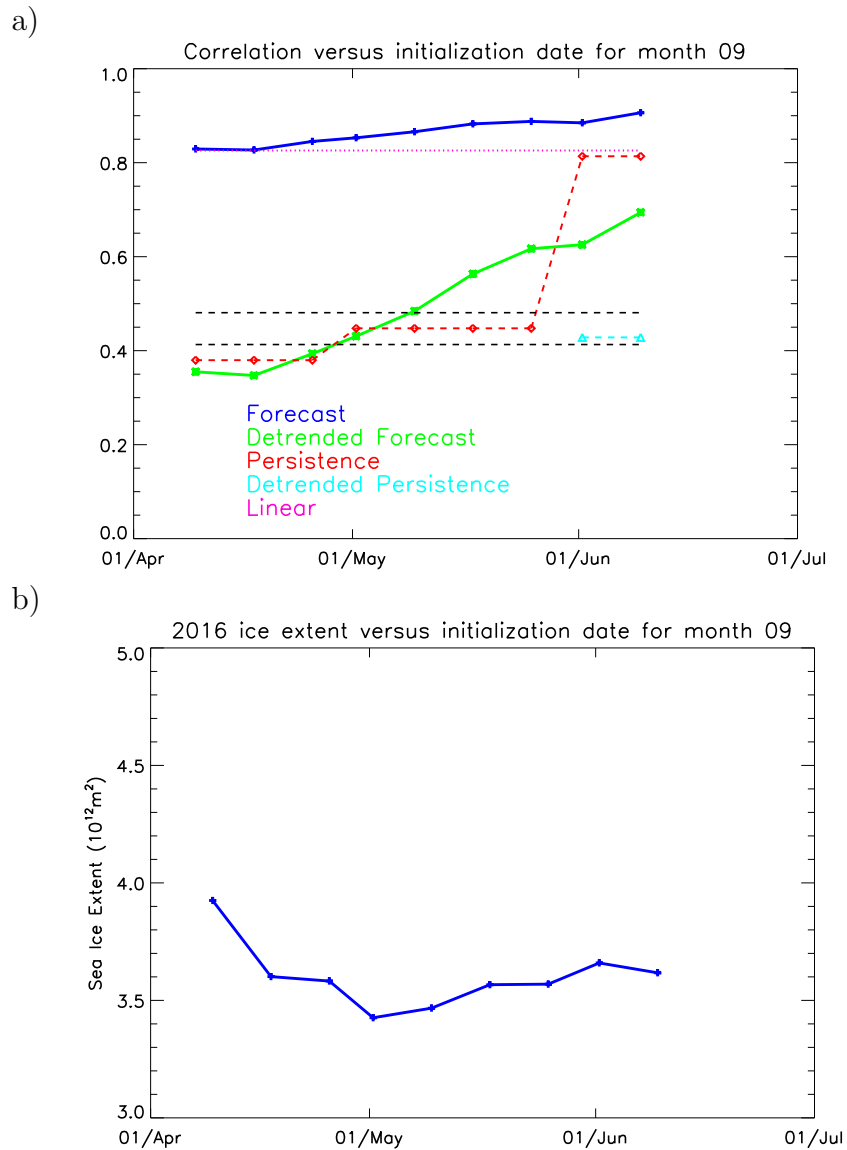 a)
Correlation versus initialization date for month 09
1.0
0.8
0.6
0.4
0.2
0.0
Forecast
Detrended Forecast
Persistence
Detrended Persistence
Linear
01/Apr 01/May 01/Jun 01/Jul
b)
2016 ice extent versus initialization date for month 09
5.0
4.5
4.0
3.5
3.0
Sea Ice Extent (10¹²m²)
01/Apr 01/May 01/Jun 01/Jul